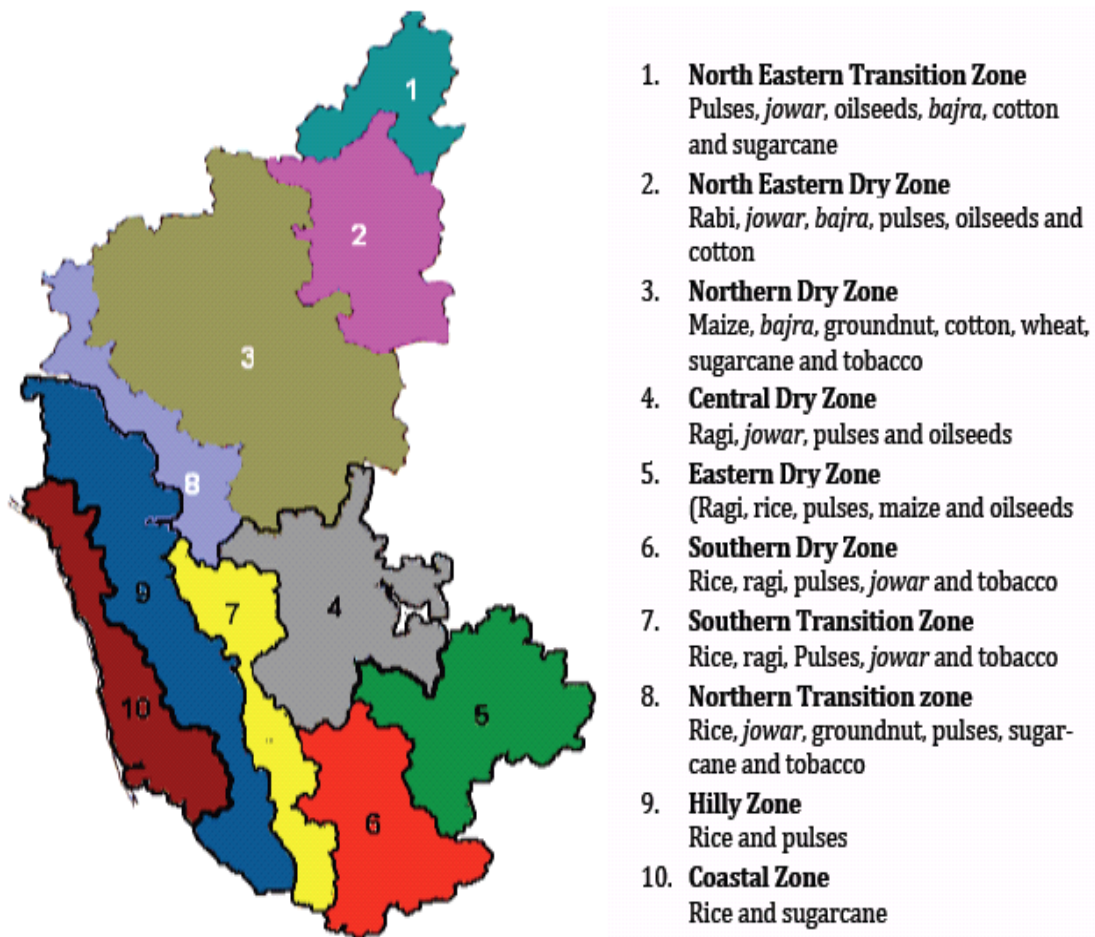 1
2
3
8
9
7
4
10
5
6
1. North Eastern Transition Zone
Pulses, jowar, oilseeds, bajra, cotton
and sugarcane
2. North Eastern Dry Zone
Rabi, jowar, bajra, pulses, oilseeds and
cotton
3. Northern Dry Zone
Maize, bajra, groundnut, cotton, wheat,
sugarcane and tobacco
4. Central Dry Zone
Ragi, jowar, pulses and oilseeds
5. Eastern Dry Zone
(Ragi, rice, pulses, maize and oilseeds
6. Southern Dry Zone
Rice, ragi, pulses, jowar and tobacco
7. Southern Transition Zone
Rice, ragi, Pulses, jowar and tobacco
8. Northern Transition zone
Rice, jowar, groundnut, pulses, sugar-
cane and tobacco
9. Hilly Zone
Rice and pulses
10. Coastal Zone
Rice and sugarcane